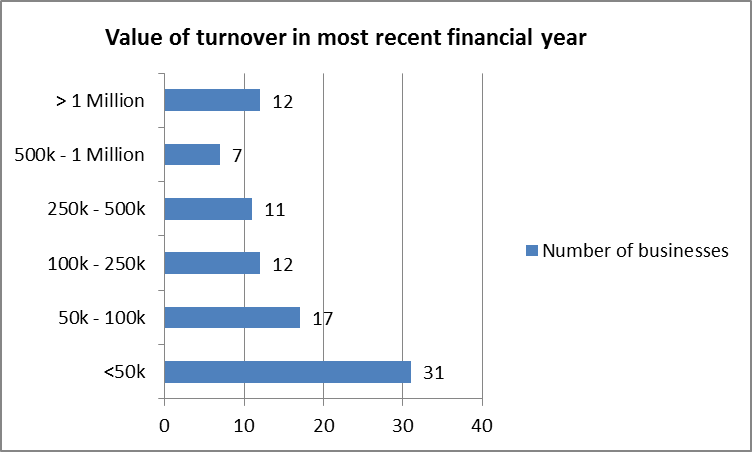 Value of turnover in most recent financial year
> 1 Million
12
500k - 1 Million
7
250k - 500k
11
100k - 250k
12
50k - 100k
17
<50k
31
0 10 20 30 40
Number of businesses